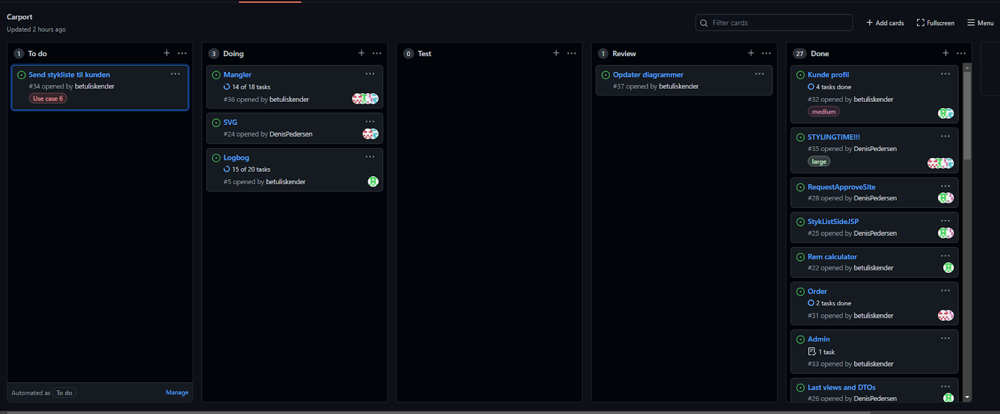 Carport
Updated 2 hours ago
Filter cards
Add cards
Fullscreen
Menu
1 To do
Send stykliste til kunden
#34 opened by betuliskender
Use case 6
Automated as To do
Manage
3 Doing
Mangler
14 of 18 tasks
#36 opened by betuliskender
SVG
#24 opened by DenisPedersen
Logbog
15 of 20 tasks
#5 opened by betuliskender
0 Test
1 Review
Opdater diagrammer
#37 opened by betuliskender
27 Done
Kunde profil
4 tasks done
#32 opened by betuliskender
medium
STYLINGTIME!!!
#35 opened by DenisPedersen
large
RequestApproveSite
#28 opened by DenisPedersen
StykListSideJSP
#25 opened by DenisPedersen
Rem calculator
#22 opened by betuliskender
Order
2 tasks done
#31 opened by betuliskender
Admin
1 task
#33 opened by betuliskender
Last views and DTOs
#26 opened by DenisPedersen